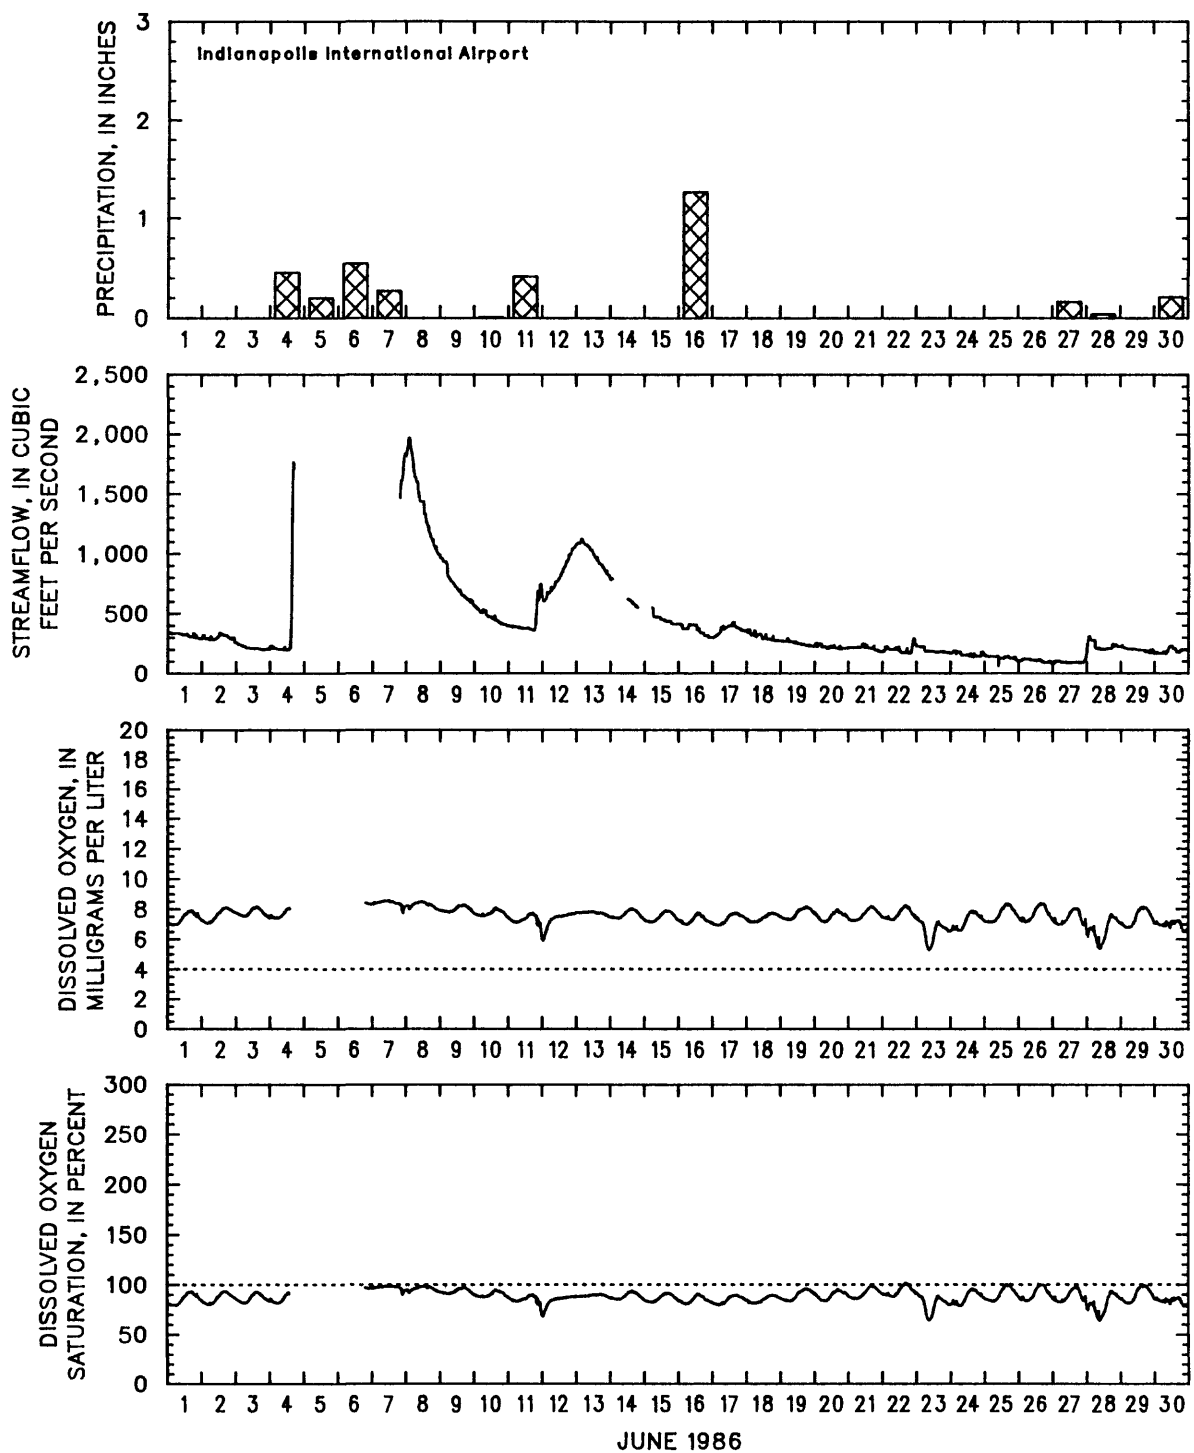 3
Indianapolis International Airport
2
1
0
PRECIPITATION, IN INCHES
1 2 3 4 5 6 7 8 9 10 11 12 13 14 15 16 17 18 19 20 21 22 23 24 25 26 27 28 29 30
2,500
2,000
1,500
1,000
500
0
STREAMFLOW, IN CUBIC
FEET PER SECOND
1 2 3 4 5 6 7 8 9 10 11 12 13 14 15 16 17 18 19 20 21 22 23 24 25 26 27 28 29 30
20
18
16
14
12
10
8
6
4
2
0
DISSOLVED OXYGEN, IN
MILLIGRAMS PER LITER
1 2 3 4 5 6 7 8 9 10 11 12 13 14 15 16 17 18 19 20 21 22 23 24 25 26 27 28 29 30
300
250
200
150
100
50
0
DISSOLVED OXYGEN
SATURATION, IN PERCENT
1 2 3 4 5 6 7 8 9 10 11 12 13 14 15 16 17 18 19 20 21 22 23 24 25 26 27 28 29 30
JUNE 1986